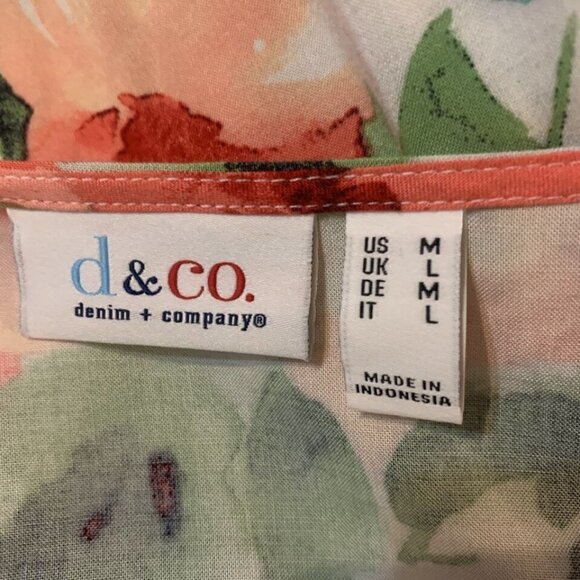 d & co.
denim + company®
US M
UK L
DE M
IT L
MADE IN
INDONESIA